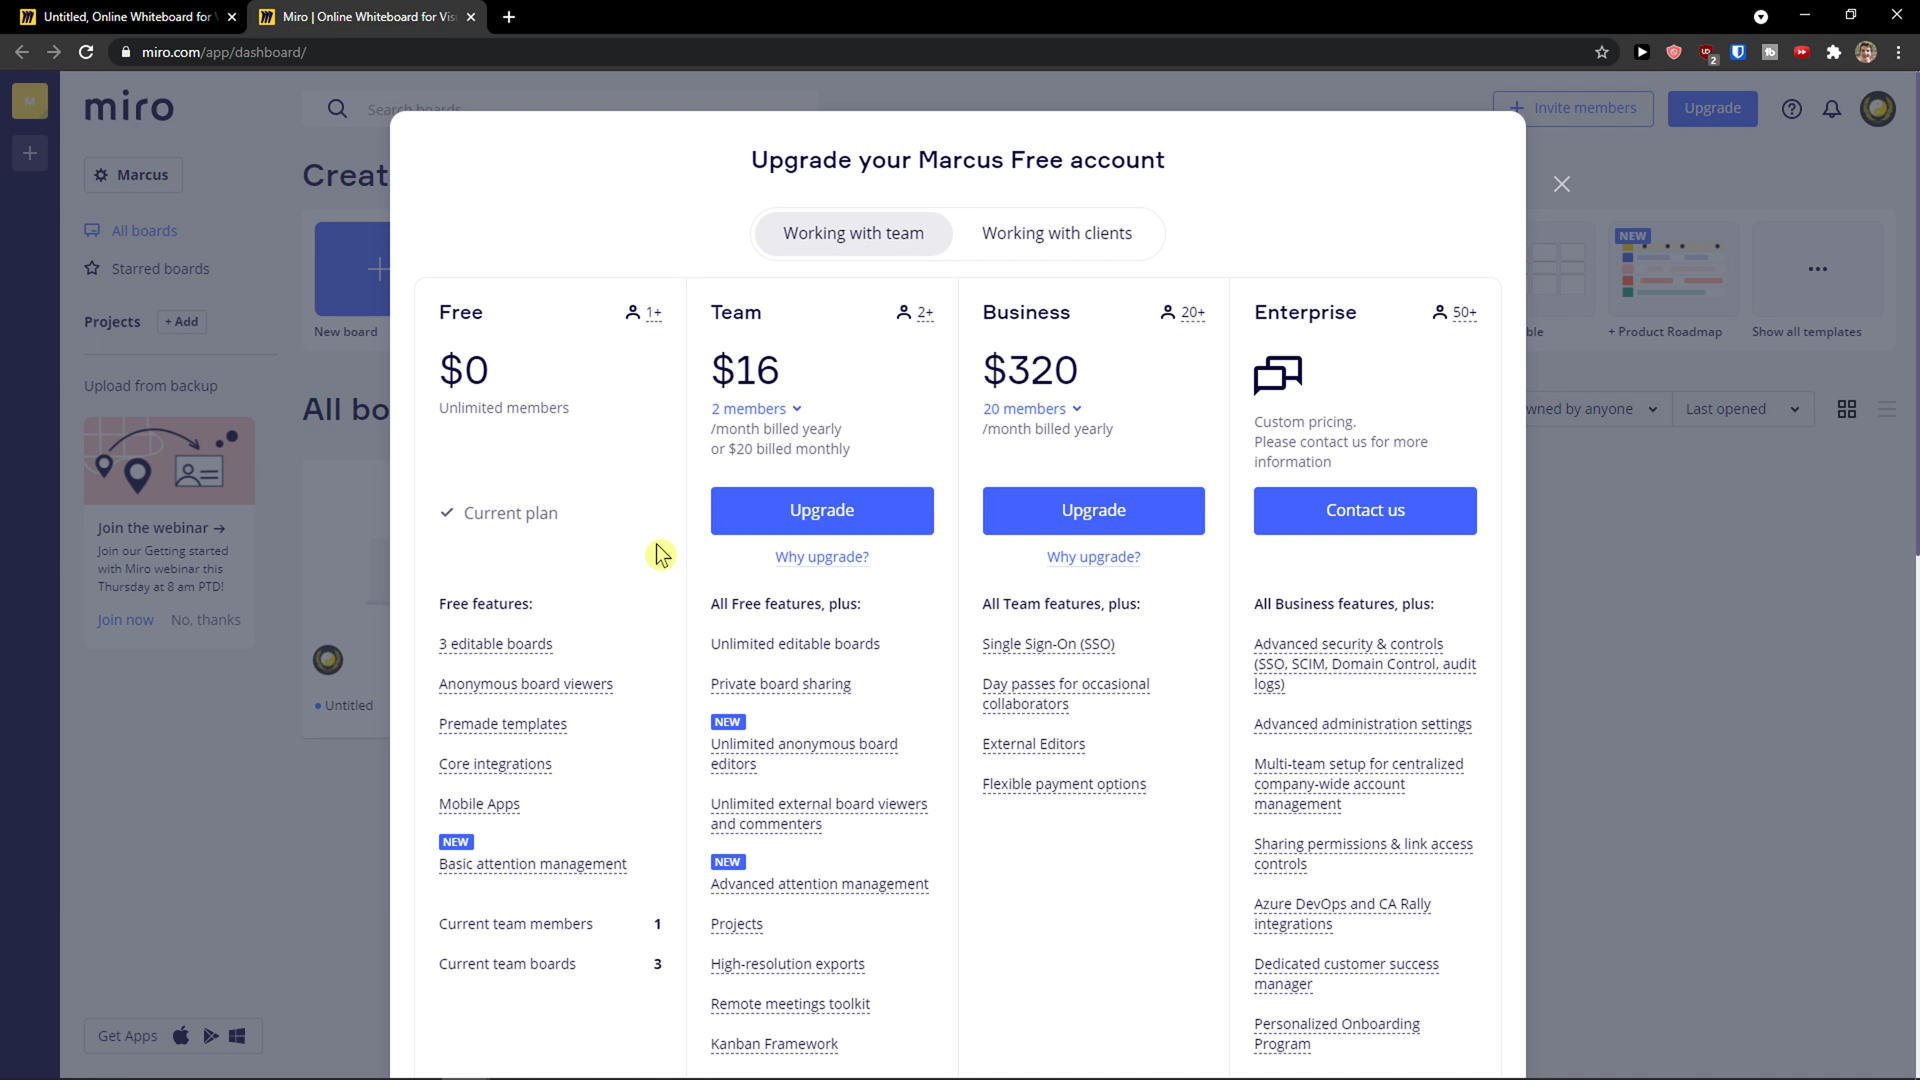 Untitled, Online Whiteboard for
Miro | Online Whiteboard for Vis
miro.com/app/dashboard/
2
M
miro
Search boards
Invite members
Upgrade
Marcus
All boards
Starred boards
Projects
+ Add
Upload from backup
Join the webinar →
Join our Getting started
with Miro webinar this
Thursday at 8 am PTD!
Join now
No, thanks
Get Apps
Creat
New board
All bo
Untitled
NEW
ble
+ Product Roadmap
Show all templates
wned by anyone
Last opened
Upgrade your Marcus Free account
Working with team
Working with clients
Free
1+
$0
Unlimited members
✓ Current plan
Free features:
3 editable boards
Anonymous board viewers
Premade templates
Core integrations
Mobile Apps
NEW
Basic attention management
Current team members 1
Current team boards 3
Team
2+
$16
2 members
/month billed yearly
or $20 billed monthly
Upgrade
Why upgrade?
All Free features, plus:
Unlimited editable boards
Private board sharing
NEW
Unlimited anonymous board
editors
Unlimited external board viewers
and commenters
NEW
Advanced attention management
Projects
High-resolution exports
Remote meetings toolkit
Kanban Framework
Business
20+
$320
20 members
/month billed yearly
Upgrade
Why upgrade?
All Team features, plus:
Single Sign-On (SSO)
Day passes for occasional
collaborators
External Editors
Flexible payment options
Enterprise
50+
Custom pricing.
Please contact us for more
information
Contact us
All Business features, plus:
Advanced security & controls
(SSO, SCIM, Domain Control, audit
logs)
Advanced administration settings
Multi-team setup for centralized
company-wide account
management
Sharing permissions & link access
controls
Azure DevOps and CA Rally
integrations
Dedicated customer success
manager
Personalized Onboarding
Program